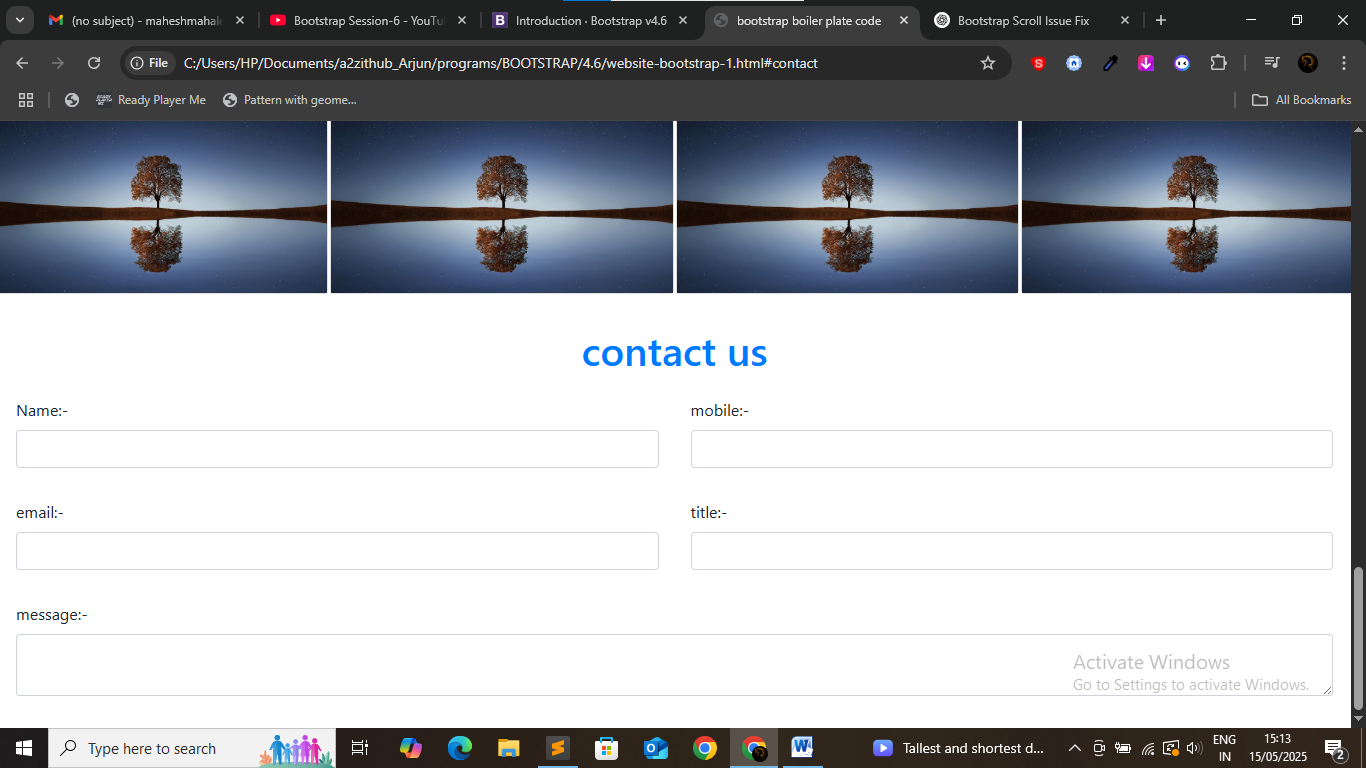 (no subject) - maheshmahale
Bootstrap Session-6 - YouTu
B
Introduction · Bootstrap v4.6
bootstrap boiler plate code
Bootstrap Scroll Issue Fix
File
C:/Users/HP/Documents/a2zithub_Arjun/programs/BOOTSTRAP/4.6/website-bootstrap-1.html#contact
Ready Player Me
Pattern with geome...
All Bookmarks
contact us
Name:-
mobile:-
email:-
title:-
message:-
Activate Windows
Go to Settings to activate Windows.
Type here to search
Tallest and shortest d...
ENG
IN
15:13
15/05/2025
2